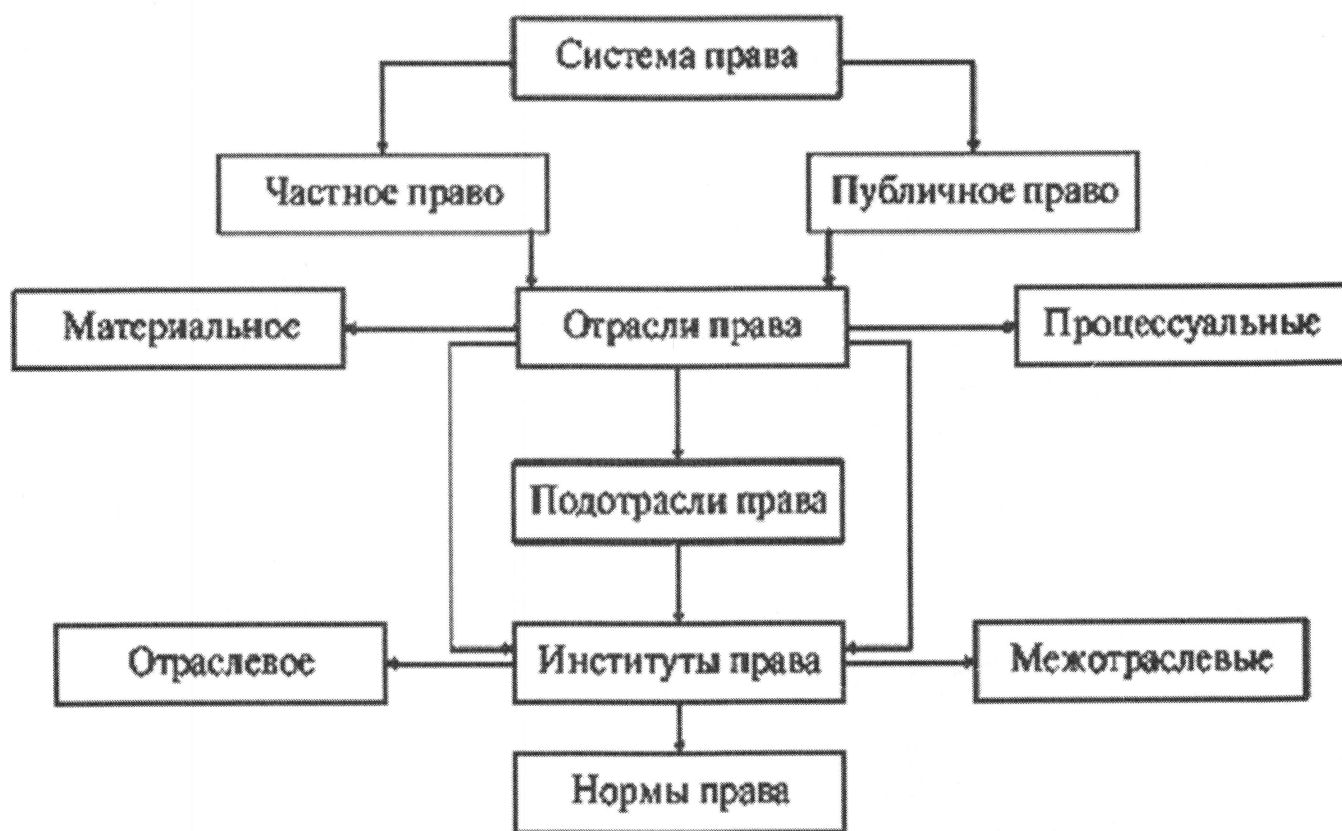 Система права
Частное право
Публичное право
Материальное
Отрасли права
Процессуальные
Подотрасли права
Отраслевое
Институты права
Межотраслевые
Нормы права